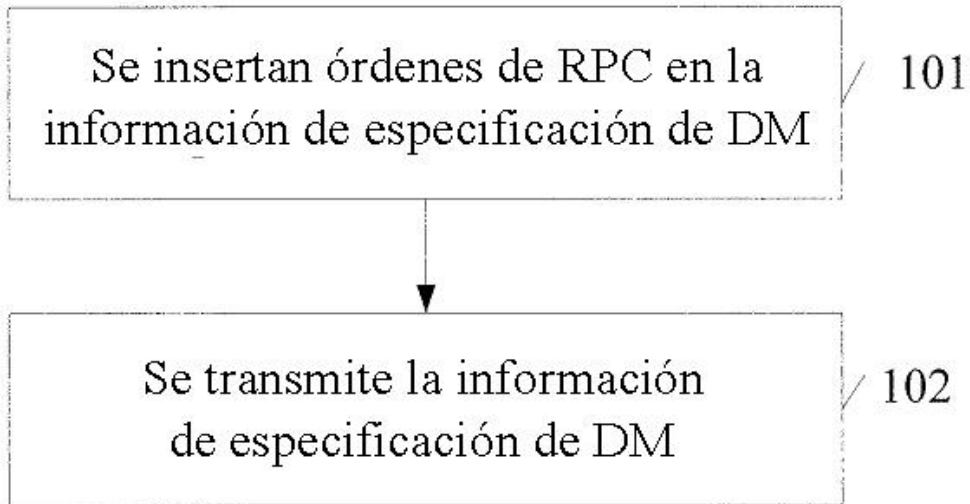 Se insertan órdenes de RPC en la
información de especificación de DM
101
Se transmite la información
de especificación de DM
102